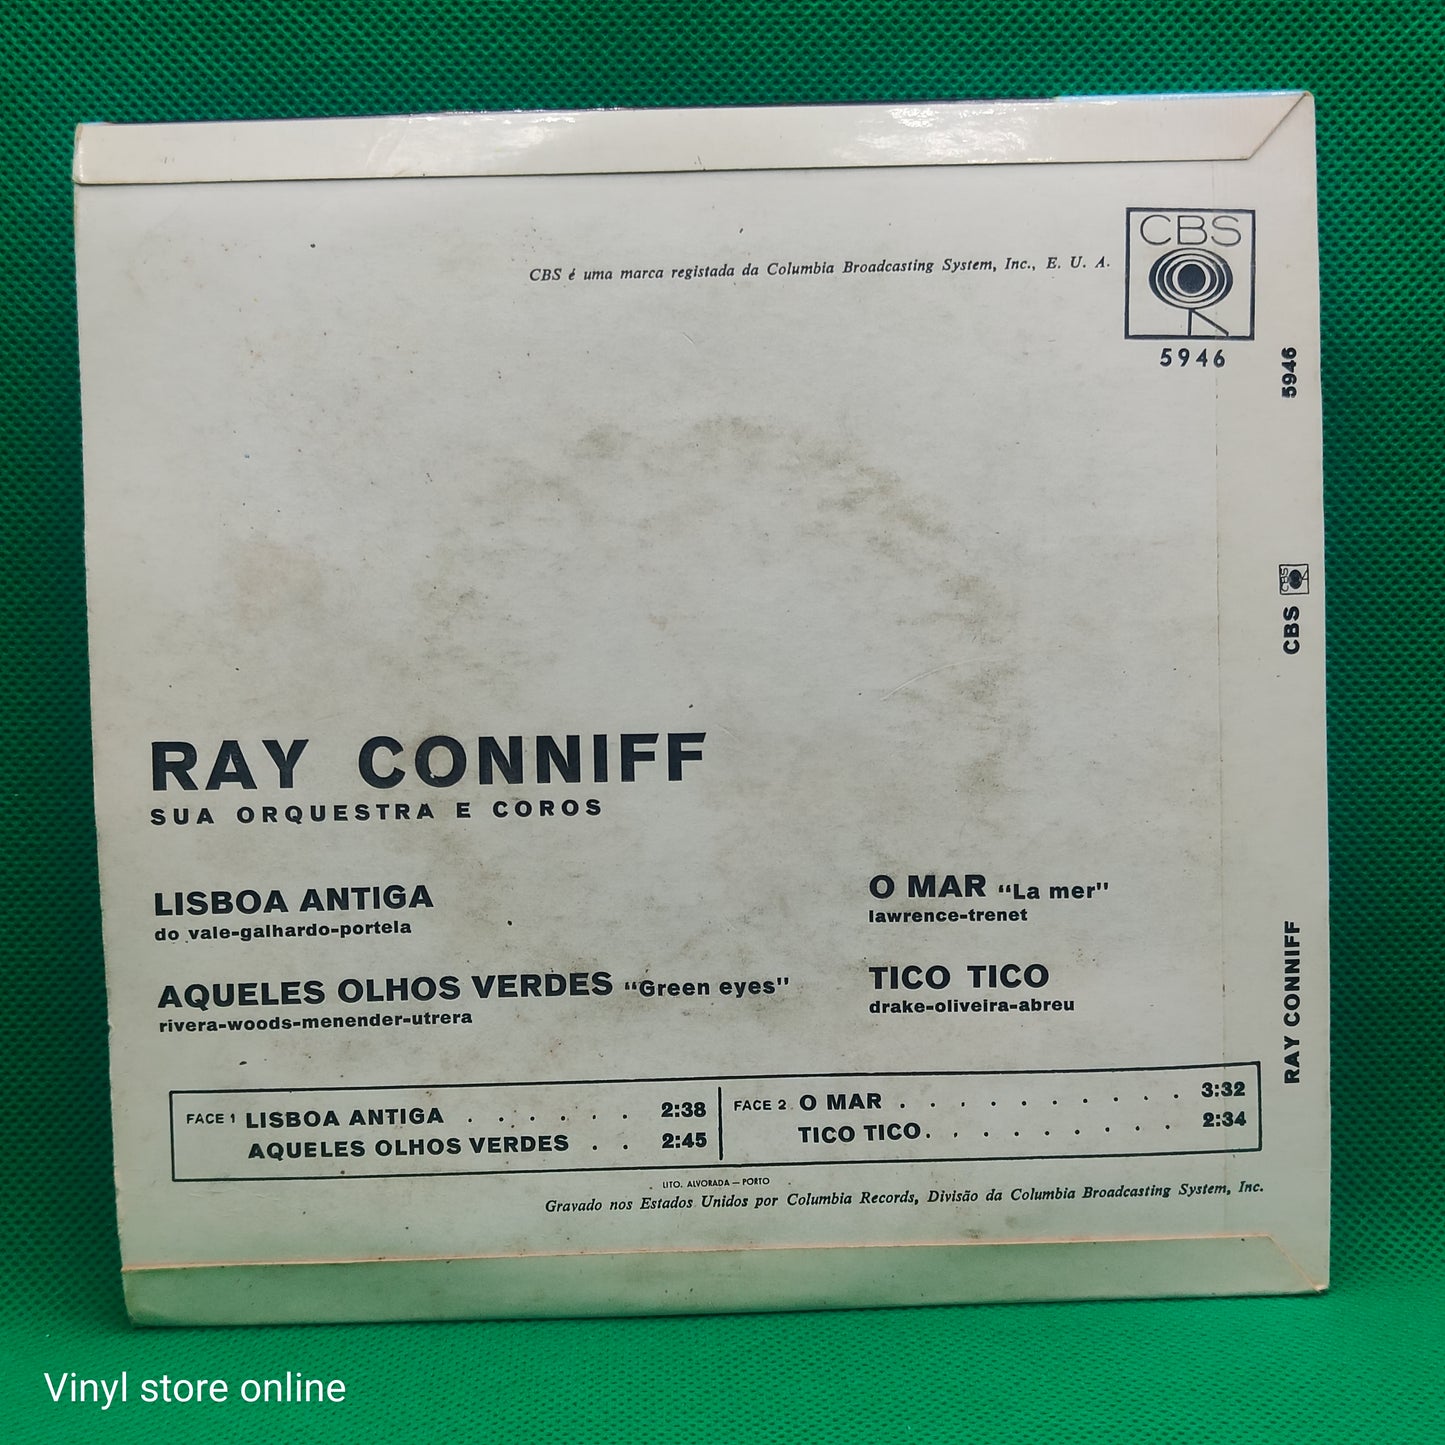 CBS é uma marca registada da Columbia Broadcasting System, Inc., E. U. A.
CBS
5946
RAY CONNIFF
SUA ORQUESTRA E COROS
LISBOA ANTIGA
do vale-galhardo-portela
AQUELES OLHOS VERDES "Green eyes"
rivera-woods-menender-utrera
O MAR "La mer"
lawrence-trenet
TICO TICO
drake-oliveira-abreu
FACE 1 LISBOA ANTIGA . . . . . . 2:38
AQUELES OLHOS VERDES . . 2:45
FACE 2 O MAR . . . . . . . . . . 3:32
TICO TICO. . . . . . . . . 2:34
LITO. ALVORADA — PORTO
Gravado nos Estados Unidos por Columbia Records, Divisão da Columbia Broadcasting System, Inc.
RAY CONNIFF
CBS
CBS
5946
Vinyl store online